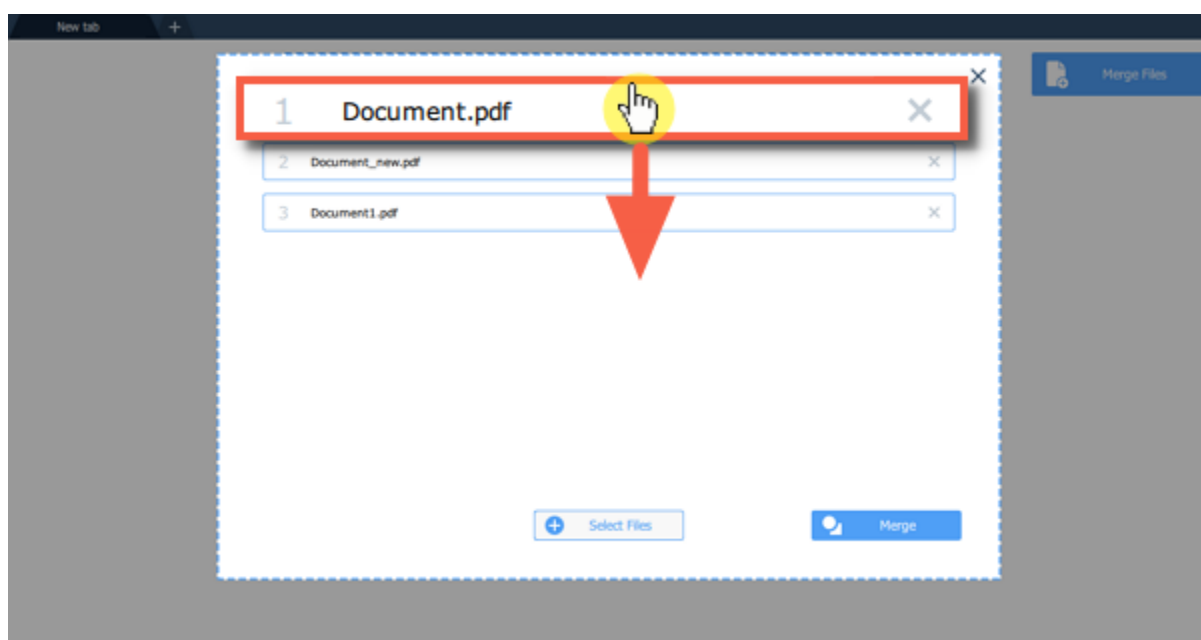 New tab
Merge Files
1 Document.pdf
2 Document_new.pdf
3 Document1.pdf
Select Files
Merge